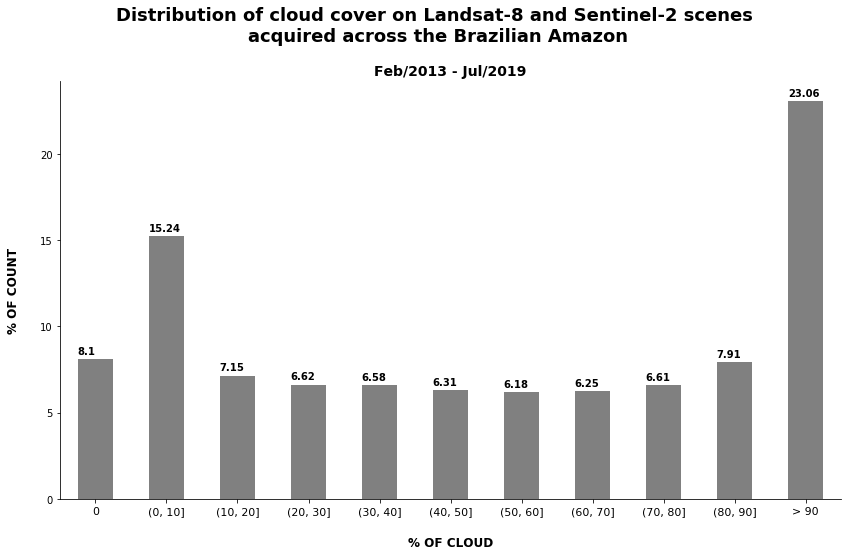 Distribution of cloud cover on Landsat-8 and Sentinel-2 scenes
acquired across the Brazilian Amazon
Feb/2013 - Jul/2019
23.06
20
15.24
15
% OF COUNT
10
8.1
7.15
6.62
6.58
6.31
6.18
6.25
6.61
7.91
5
0
0 (0, 10] (10, 20] (20, 30] (30, 40] (40, 50] (50, 60] (60, 70] (70, 80] (80, 90] > 90
% OF CLOUD